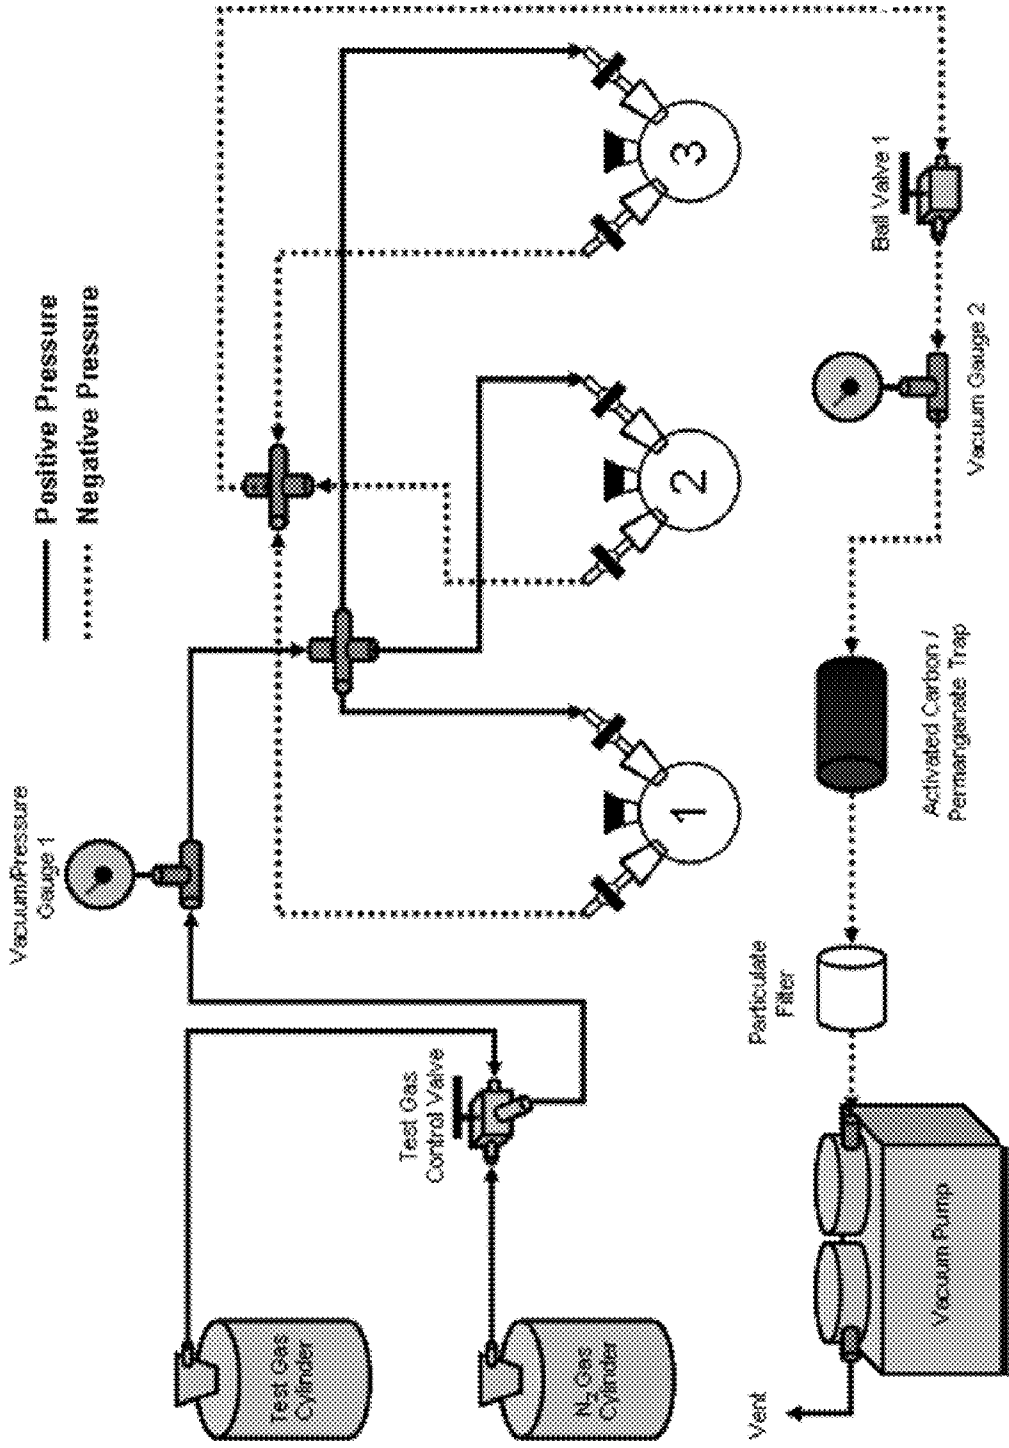 Positive Pressure
Negative Pressure
Vacuum/Pressure
Gauge 1
Test Gas
Cylinder
Test Gas
Control Valve
N2 Gas
Cylinder
1
2
3
Vent
Vacuum Pump
Particulate
Filter
Activated Carbon /
Permanganate Trap
Vacuum Gauge 2
Ball Valve 1